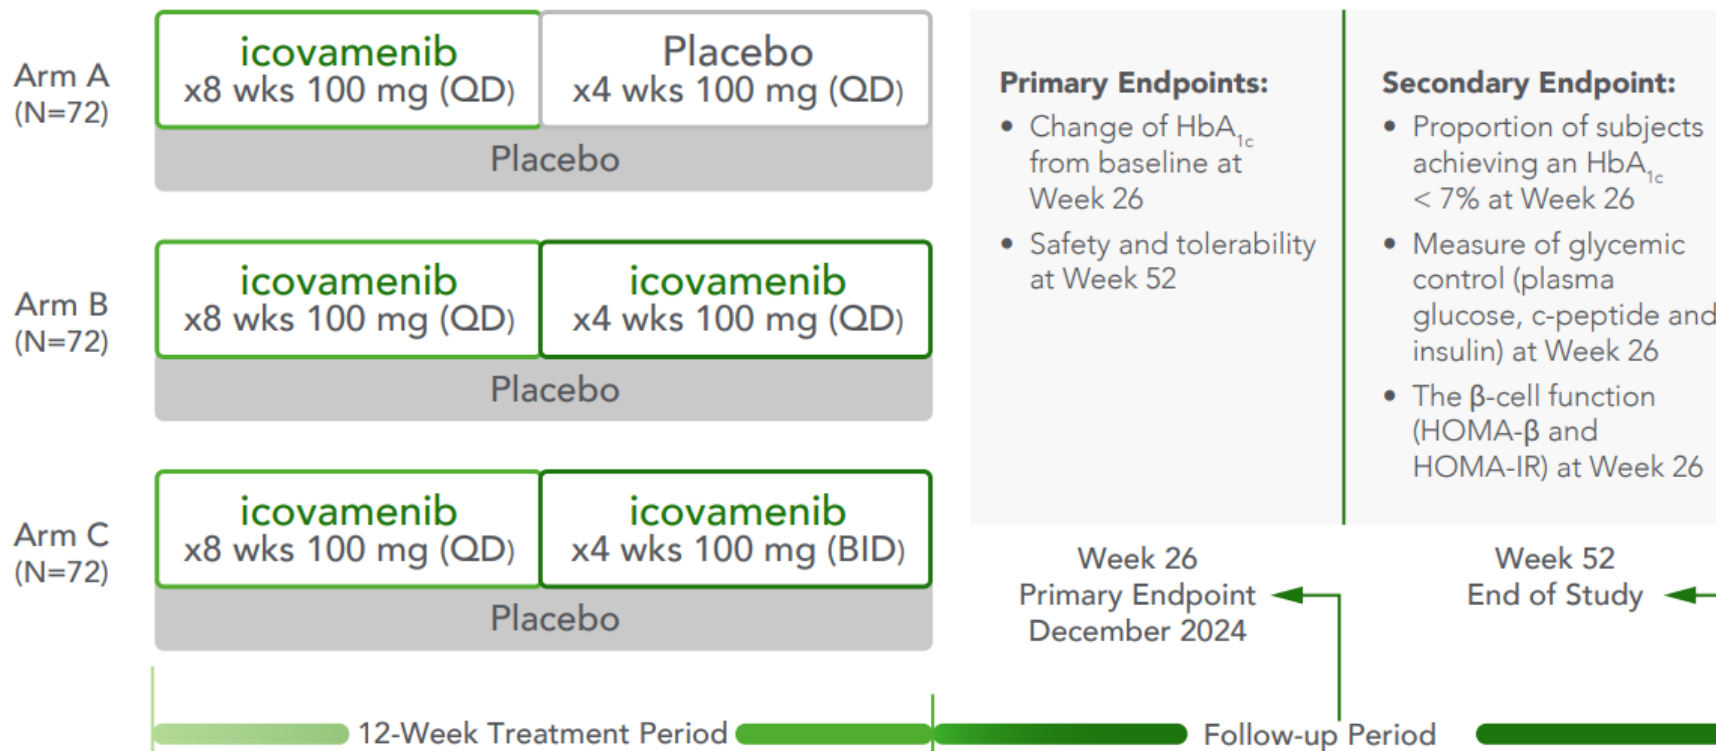 Arm A
(N=72)
icovamenib
x8 wks 100 mg (QD)
Placebo
x4 wks 100 mg (QD)
Placebo
Arm B
(N=72)
icovamenib
x8 wks 100 mg (QD)
icovamenib
x4 wks 100 mg (QD)
Placebo
Arm C
(N=72)
icovamenib
x8 wks 100 mg (QD)
icovamenib
x4 wks 100 mg (BID)
Placebo
Primary Endpoints:
• Change of HbA1c
from baseline at
Week 26
• Safety and tolerability
at Week 52
Secondary Endpoint:
• Proportion of subjects
achieving an HbA1c
< 7% at Week 26
• Measure of glycemic
control (plasma
glucose, c-peptide and
insulin) at Week 26
• The β-cell function
(HOMA-β and
HOMA-IR) at Week 26
Week 26
Primary Endpoint
December 2024
Week 52
End of Study
12-Week Treatment Period
Follow-up Period